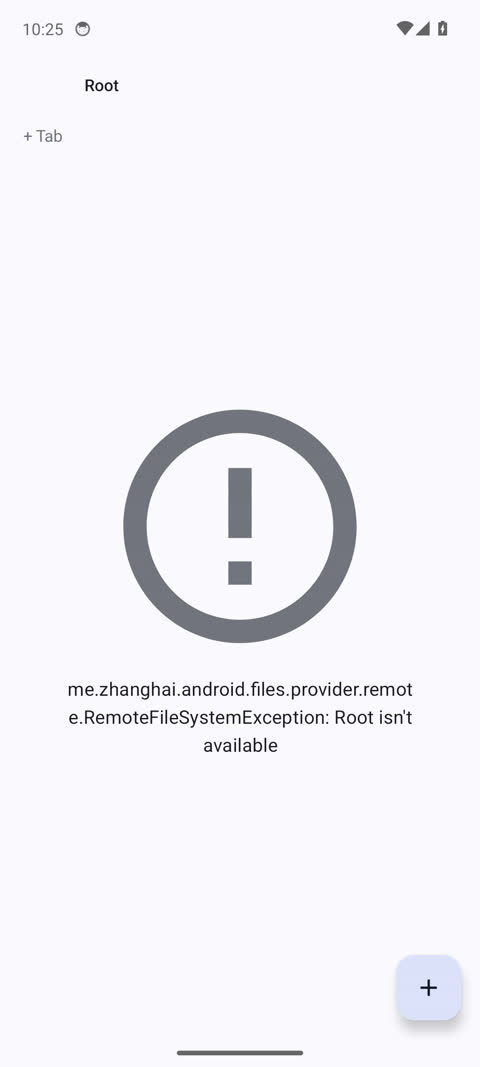 10:25
Root
+ Tab
me.zhanghai.android.files.provider.remot
e.RemoteFileSystemException: Root isn't
available
+